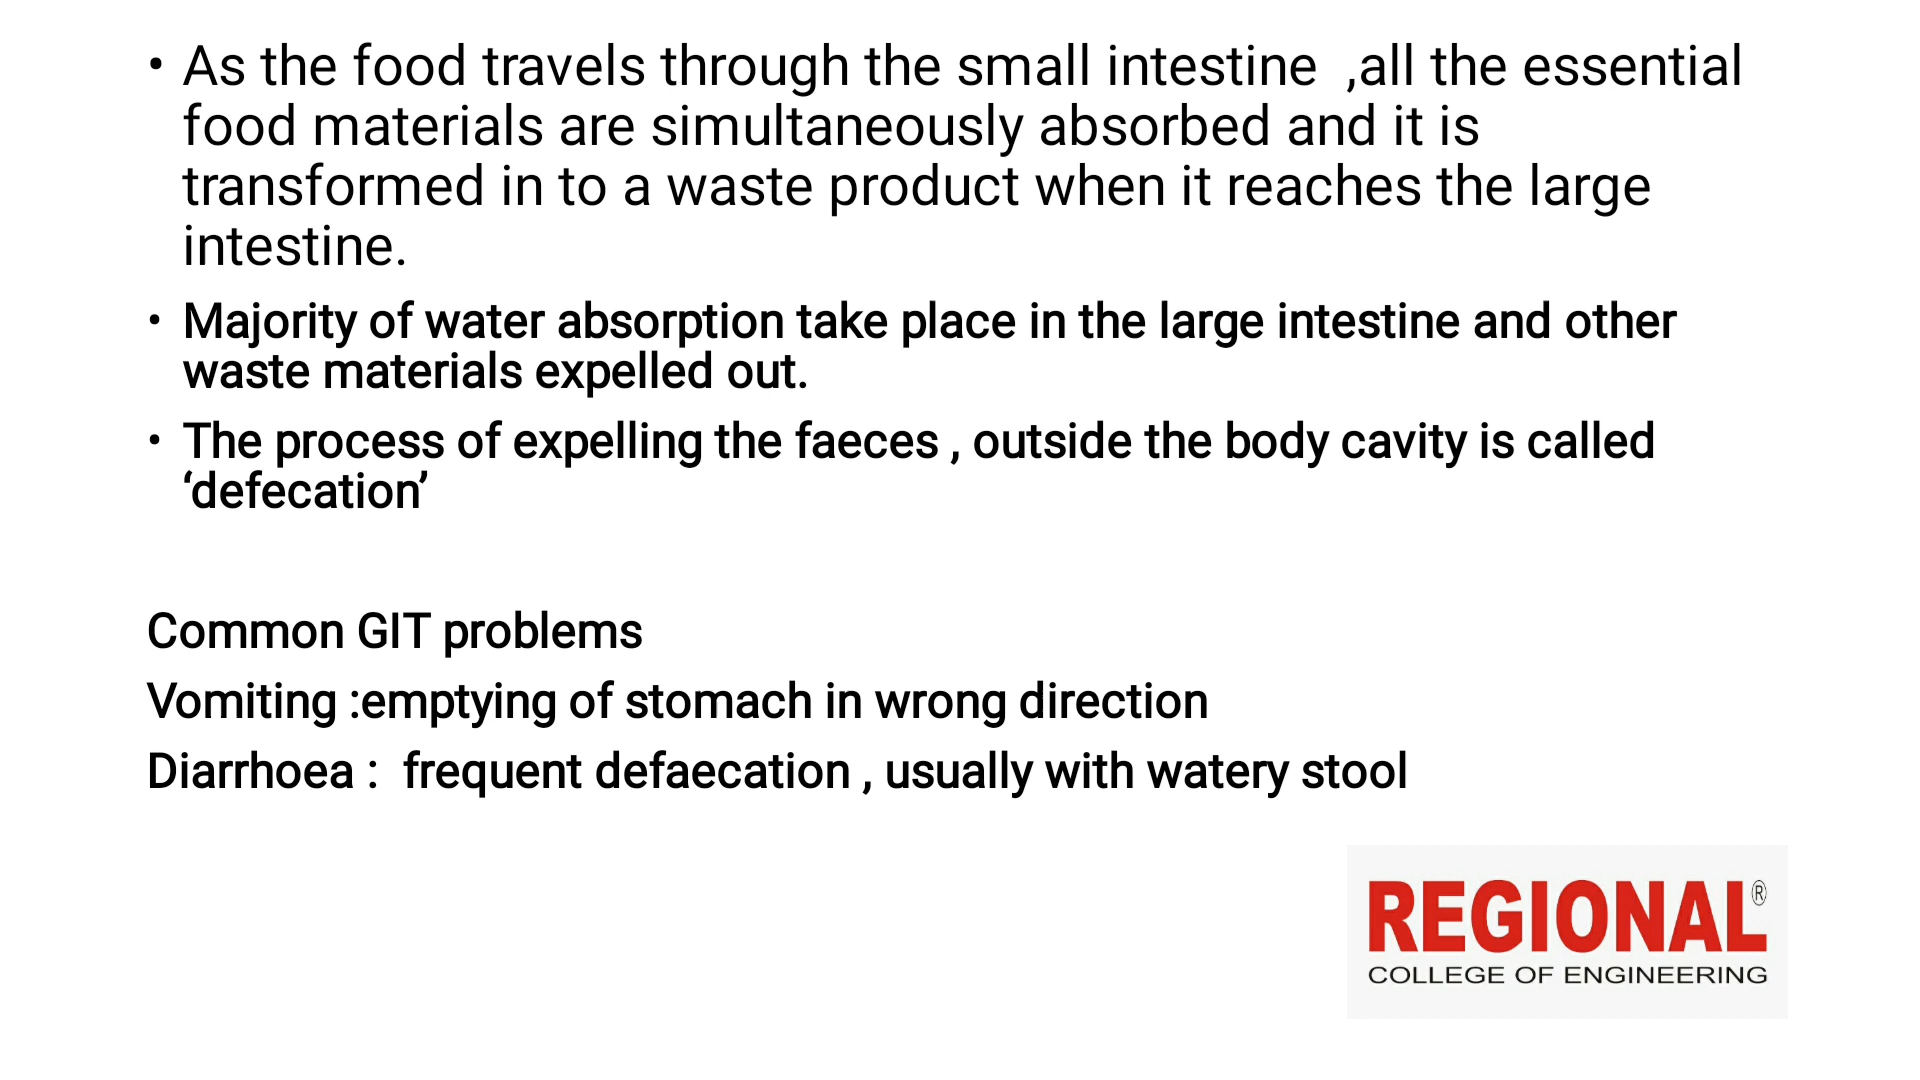 • As the food travels through the small intestine  ,all the essential
food materials are simultaneously absorbed and it is
transformed in to a waste product when it reaches the large
intestine.
• Majority of water absorption take place in the large intestine and other
waste materials expelled out.
• The process of expelling the faeces , outside the body cavity is called
‘defecation’
Common GIT problems
Vomiting :emptying of stomach in wrong direction
Diarrhoea :  frequent defaecation , usually with watery stool
REGIONAL®
COLLEGE OF ENGINEERING